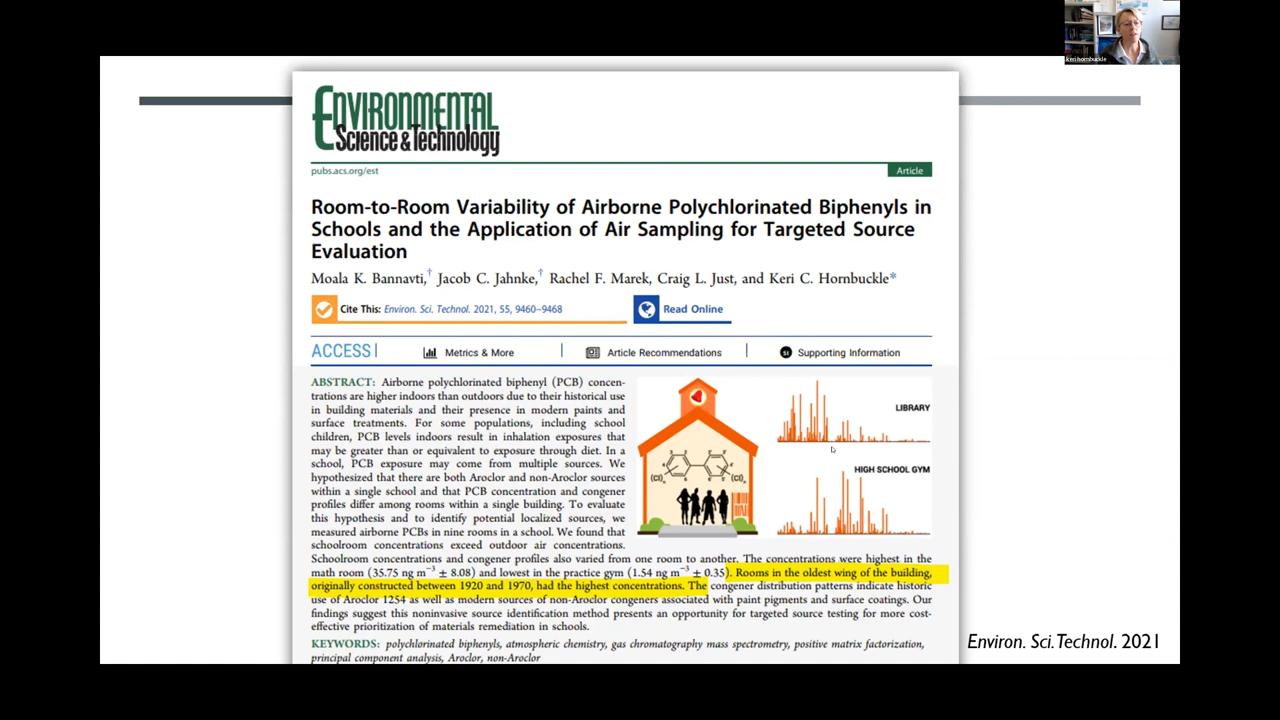 keri hornbuckle
ENVIRONMENTAL
Science & Technology
pubs.acs.org/est
Article
Room-to-Room Variability of Airborne Polychlorinated Biphenyls in
Schools and the Application of Air Sampling for Targeted Source
Evaluation
Moala K. Bannavti,† Jacob C. Jahnke,† Rachel F. Marek, Craig L. Just, and Keri C. Hornbuckle*
Cite This: Environ. Sci. Technol. 2021, 55, 9460−9468
Read Online
ACCESS
Metrics & More
Article Recommendations
SI
Supporting Information
ABSTRACT: Airborne polychlorinated biphenyl (PCB) concen-
trations are higher indoors than outdoors due to their historical use
in building materials and their presence in modern paints and
surface treatments. For some populations, including school
children, PCB levels indoors result in inhalation exposures that
may be greater than or equivalent to exposure through diet. In a
school, PCB exposure may come from multiple sources. We
hypothesized that there are both Aroclor and non-Aroclor sources
within a single school and that PCB concentration and congener
profiles differ among rooms within a single building. To evaluate
this hypothesis and to identify potential localized sources, we
measured airborne PCBs in nine rooms in a school. We found that
schoolroom concentrations exceed outdoor air concentrations.
(Cl)n
(Cl)n
LIBRARY
HIGH SCHOOL GYM
Schoolroom concentrations and congener profiles also varied from one room to another. The concentrations were highest in the
math room (35.75 ng m−3 ± 8.08) and lowest in the practice gym (1.54 ng m−3 ± 0.35). Rooms in the oldest wing of the building,
originally constructed between 1920 and 1970, had the highest concentrations. The congener distribution patterns indicate historic
use of Aroclor 1254 as well as modern sources of non-Aroclor congeners associated with paint pigments and surface coatings. Our
findings suggest this noninvasive source identification method presents an opportunity for targeted source testing for more cost-
effective prioritization of materials remediation in schools.
KEYWORDS: polychlorinated biphenyls, atmospheric chemistry, gas chromatography mass spectrometry, positive matrix factorization,
principal component analysis, Aroclor, non-Aroclor
Environ. Sci. Technol. 2021